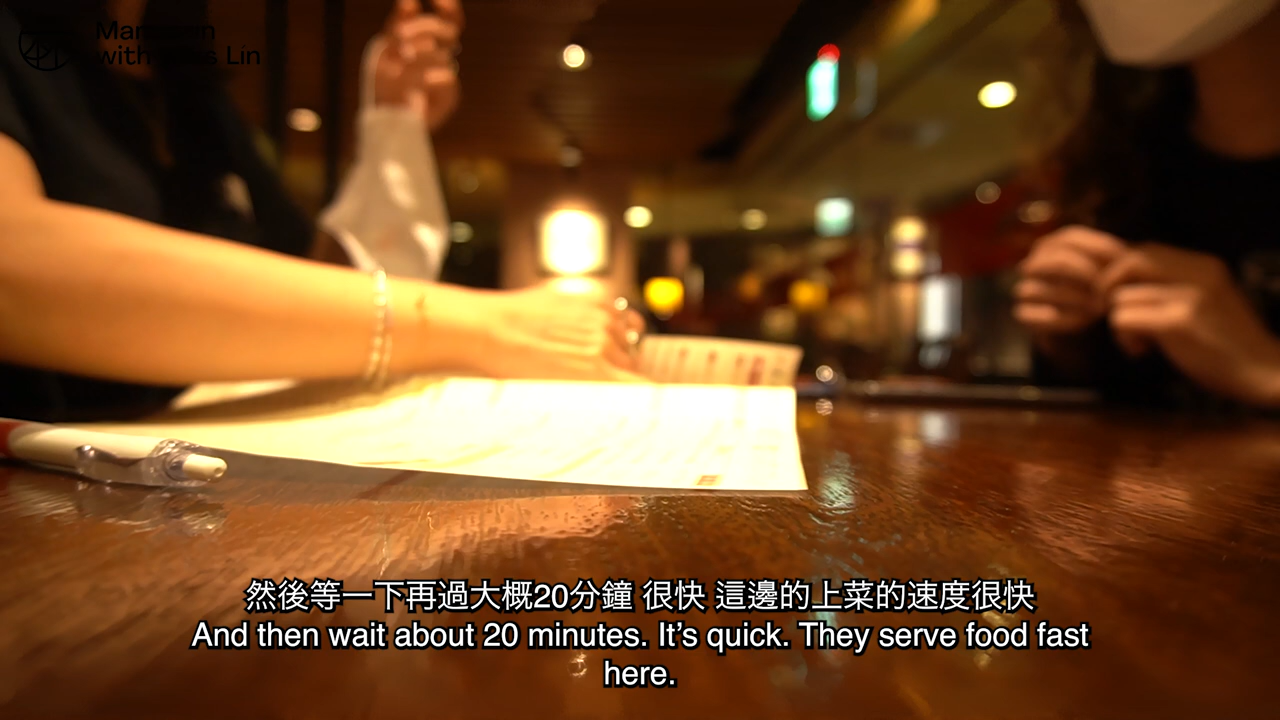 with Lín
然後等一下再過大概20分鐘 很快 這邊的上菜的速度很快
And then wait about 20 minutes. It’s quick. They serve food fast
here.